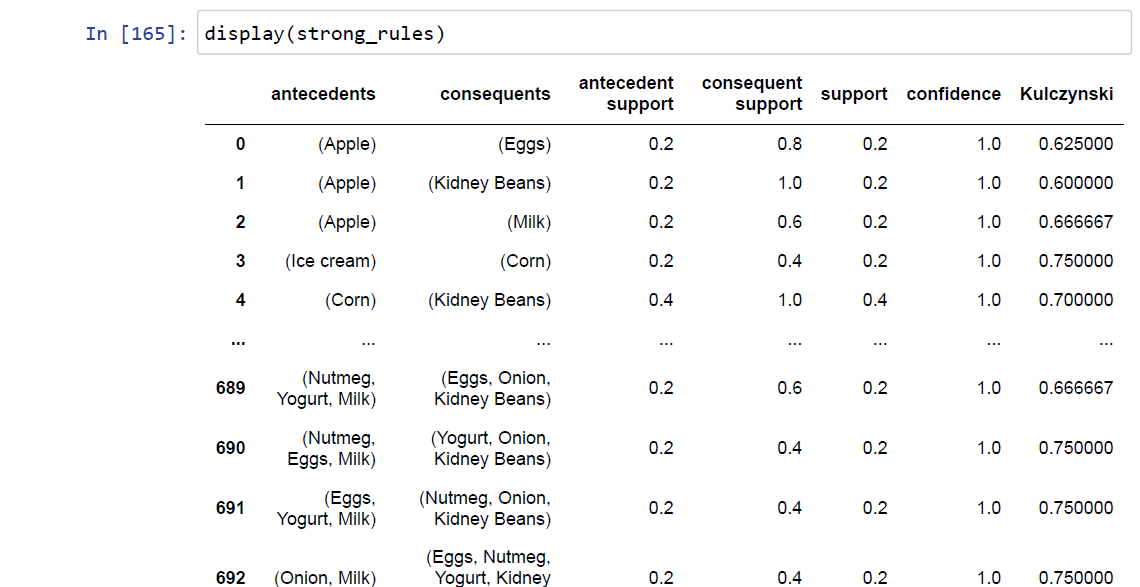 In [165]: display(strong_rules)
antecedents consequents antecedent support consequent support support confidence Kulczynski
0 (Apple) (Eggs) 0.2 0.8 0.2 1.0 0.625000
1 (Apple) (Kidney Beans) 0.2 1.0 0.2 1.0 0.600000
2 (Apple) (Milk) 0.2 0.6 0.2 1.0 0.666667
3 (Ice cream) (Corn) 0.2 0.4 0.2 1.0 0.750000
4 (Corn) (Kidney Beans) 0.4 1.0 0.4 1.0 0.700000
... ... ... ... ... ... ... ...
689 (Nutmeg, Yogurt, Milk) (Eggs, Onion, Kidney Beans) 0.2 0.6 0.2 1.0 0.666667
690 (Nutmeg, Eggs, Milk) (Yogurt, Onion, Kidney Beans) 0.2 0.4 0.2 1.0 0.750000
691 (Eggs, Yogurt, Milk) (Nutmeg, Onion, Kidney Beans) 0.2 0.4 0.2 1.0 0.750000
692 (Onion, Milk) (Eggs, Nutmeg, Yogurt, Kidney 0.2 0.4 0.2 1.0 0.750000